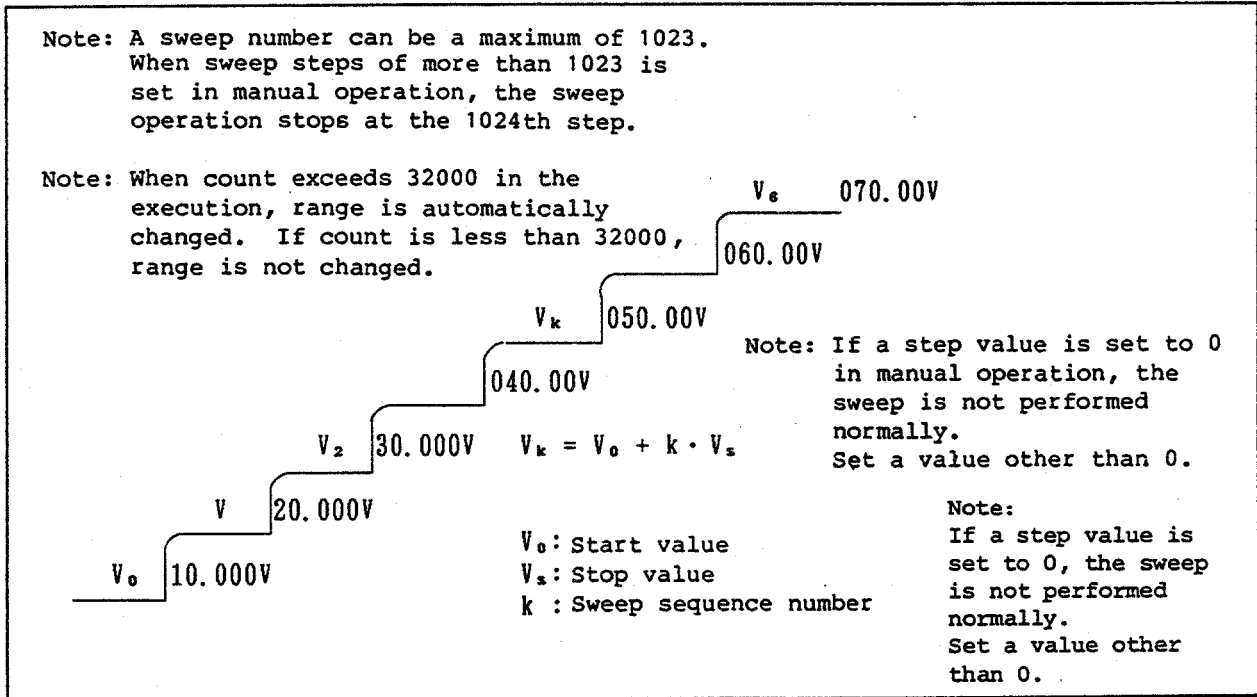 Note: A sweep number can be a maximum of 1023.
When sweep steps of more than 1023 is
set in manual operation, the sweep
operation stops at the 1024th step.
Note: When count exceeds 32000 in the
execution, range is automatically
changed. If count is less than 32000,
range is not changed.
V₆ 070.00V
060.00V
Vₖ 050.00V
040.00V
Note: If a step value is set to 0
in manual operation, the
sweep is not performed
normally.
Set a value other than 0.
V₂ 30.000V
Vₖ = V₀ + k · Vₛ
V 20.000V
V₀ 10.000V
V₀: Start value
Vₛ: Stop value
k : Sweep sequence number
Note:
If a step value is
set to 0, the sweep
is not performed
normally.
Set a value other
than 0.